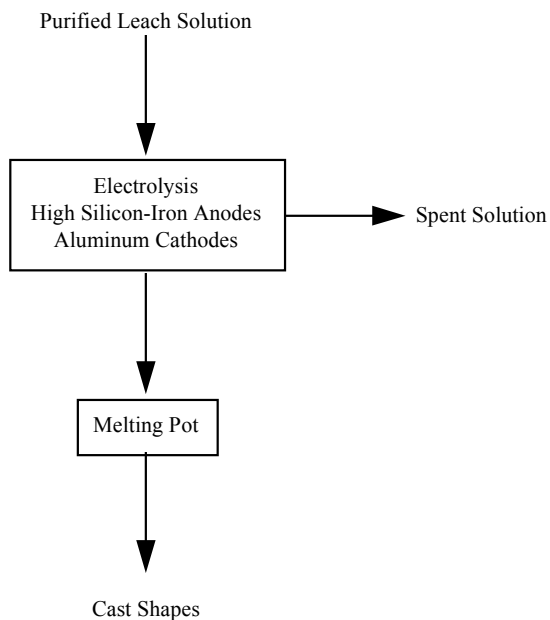 Purified Leach Solution
Electrolysis
High Silicon-Iron Anodes
Aluminum Cathodes
Spent Solution
Melting Pot
Cast Shapes